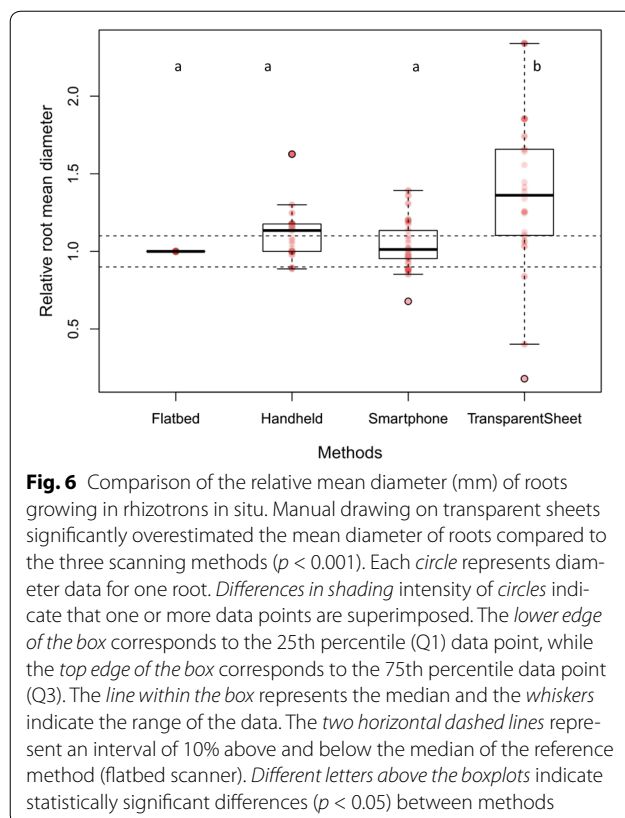 a a a b
2.0
1.5
1.0
0.5
Relative root mean diameter
Flatbed Handheld Smartphone TransparentSheet
Methods
Fig. 6 Comparison of the relative mean diameter (mm) of roots
growing in rhizotrons in situ. Manual drawing on transparent sheets
significantly overestimated the mean diameter of roots compared to
the three scanning methods (p < 0.001). Each circle represents diam-
eter data for one root. Differences in shading intensity of circles indi-
cate that one or more data points are superimposed. The lower edge
of the box corresponds to the 25th percentile (Q1) data point, while
the top edge of the box corresponds to the 75th percentile data point
(Q3). The line within the box represents the median and the whiskers
indicate the range of the data. The two horizontal dashed lines repre-
sent an interval of 10% above and below the median of the reference
method (flatbed scanner). Different letters above the boxplots indicate
statistically significant differences (p < 0.05) between methods